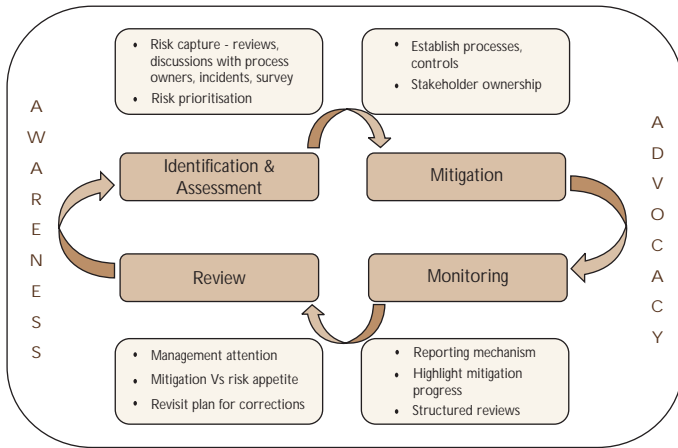 • Risk capture - reviews,
discussions with process
owners, incidents, survey
• Risk prioritisation
• Establish processes,
controls
• Stakeholder ownership
AWARENESS
ADVOCACY
Identification &
Assessment
Mitigation
Review
Monitoring
• Management attention
• Mitigation Vs risk appetite
• Revisit plan for corrections
• Reporting mechanism
• Highlight mitigation
progress
• Structured reviews